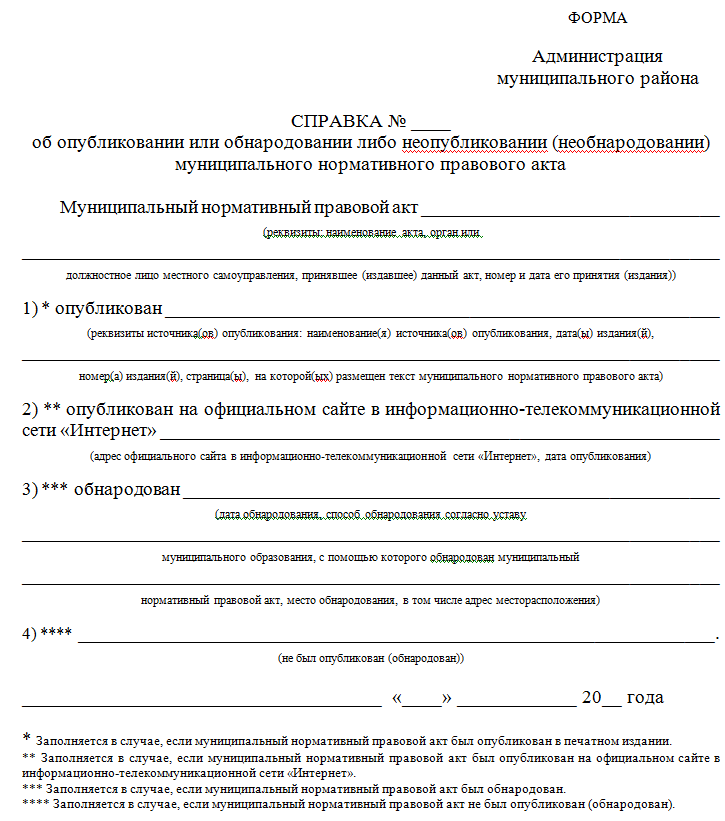 ФОРМА
Администрация
муниципального района
СПРАВКА № ____
об опубликовании или обнародовании либо неопубликовании (необнародовании)
муниципального нормативного правового акта
Муниципальный нормативный правовой акт ______________________________
(реквизиты: наименование акта, орган или
______________________________________________________________________
должностное лицо местного самоуправления, принявшее (издавшее) данный акт, номер и дата его принятия (издания))
1) * опубликован ________________________________________________________
(реквизиты источника(ов) опубликования: наименование(я) источника(ов) опубликования, дата(ы) издания(й),
______________________________________________________________________
номер(а) издания(й), страница(ы), на которой(ых) размещен текст муниципального нормативного правового акта)
2) ** опубликован на официальном сайте в информационно-телекоммуникационной
сети «Интернет» ________________________________________________________
(адрес официального сайта в информационно-телекоммуникационной сети «Интернет», дата опубликования)
3) *** обнародован ______________________________________________________
(дата обнародования, способ обнародования согласно уставу
______________________________________________________________________
муниципального образования, с помощью которого обнародован муниципальный
______________________________________________________________________
нормативный правовой акт, место обнародования, в том числе адрес месторасположения)
4) **** ________________________________________________________________.
(не был опубликован (обнародован))
____________________________________ «____» ____________ 20__ года
* Заполняется в случае, если муниципальный нормативный правовой акт был опубликован в печатном издании.
** Заполняется в случае, если муниципальный нормативный правовой акт был опубликован на официальном сайте в
информационно-телекоммуникационной сети «Интернет».
*** Заполняется в случае, если муниципальный нормативный правовой акт был обнародован.
**** Заполняется в случае, если муниципальный нормативный правовой акт не был опубликован (обнародован).